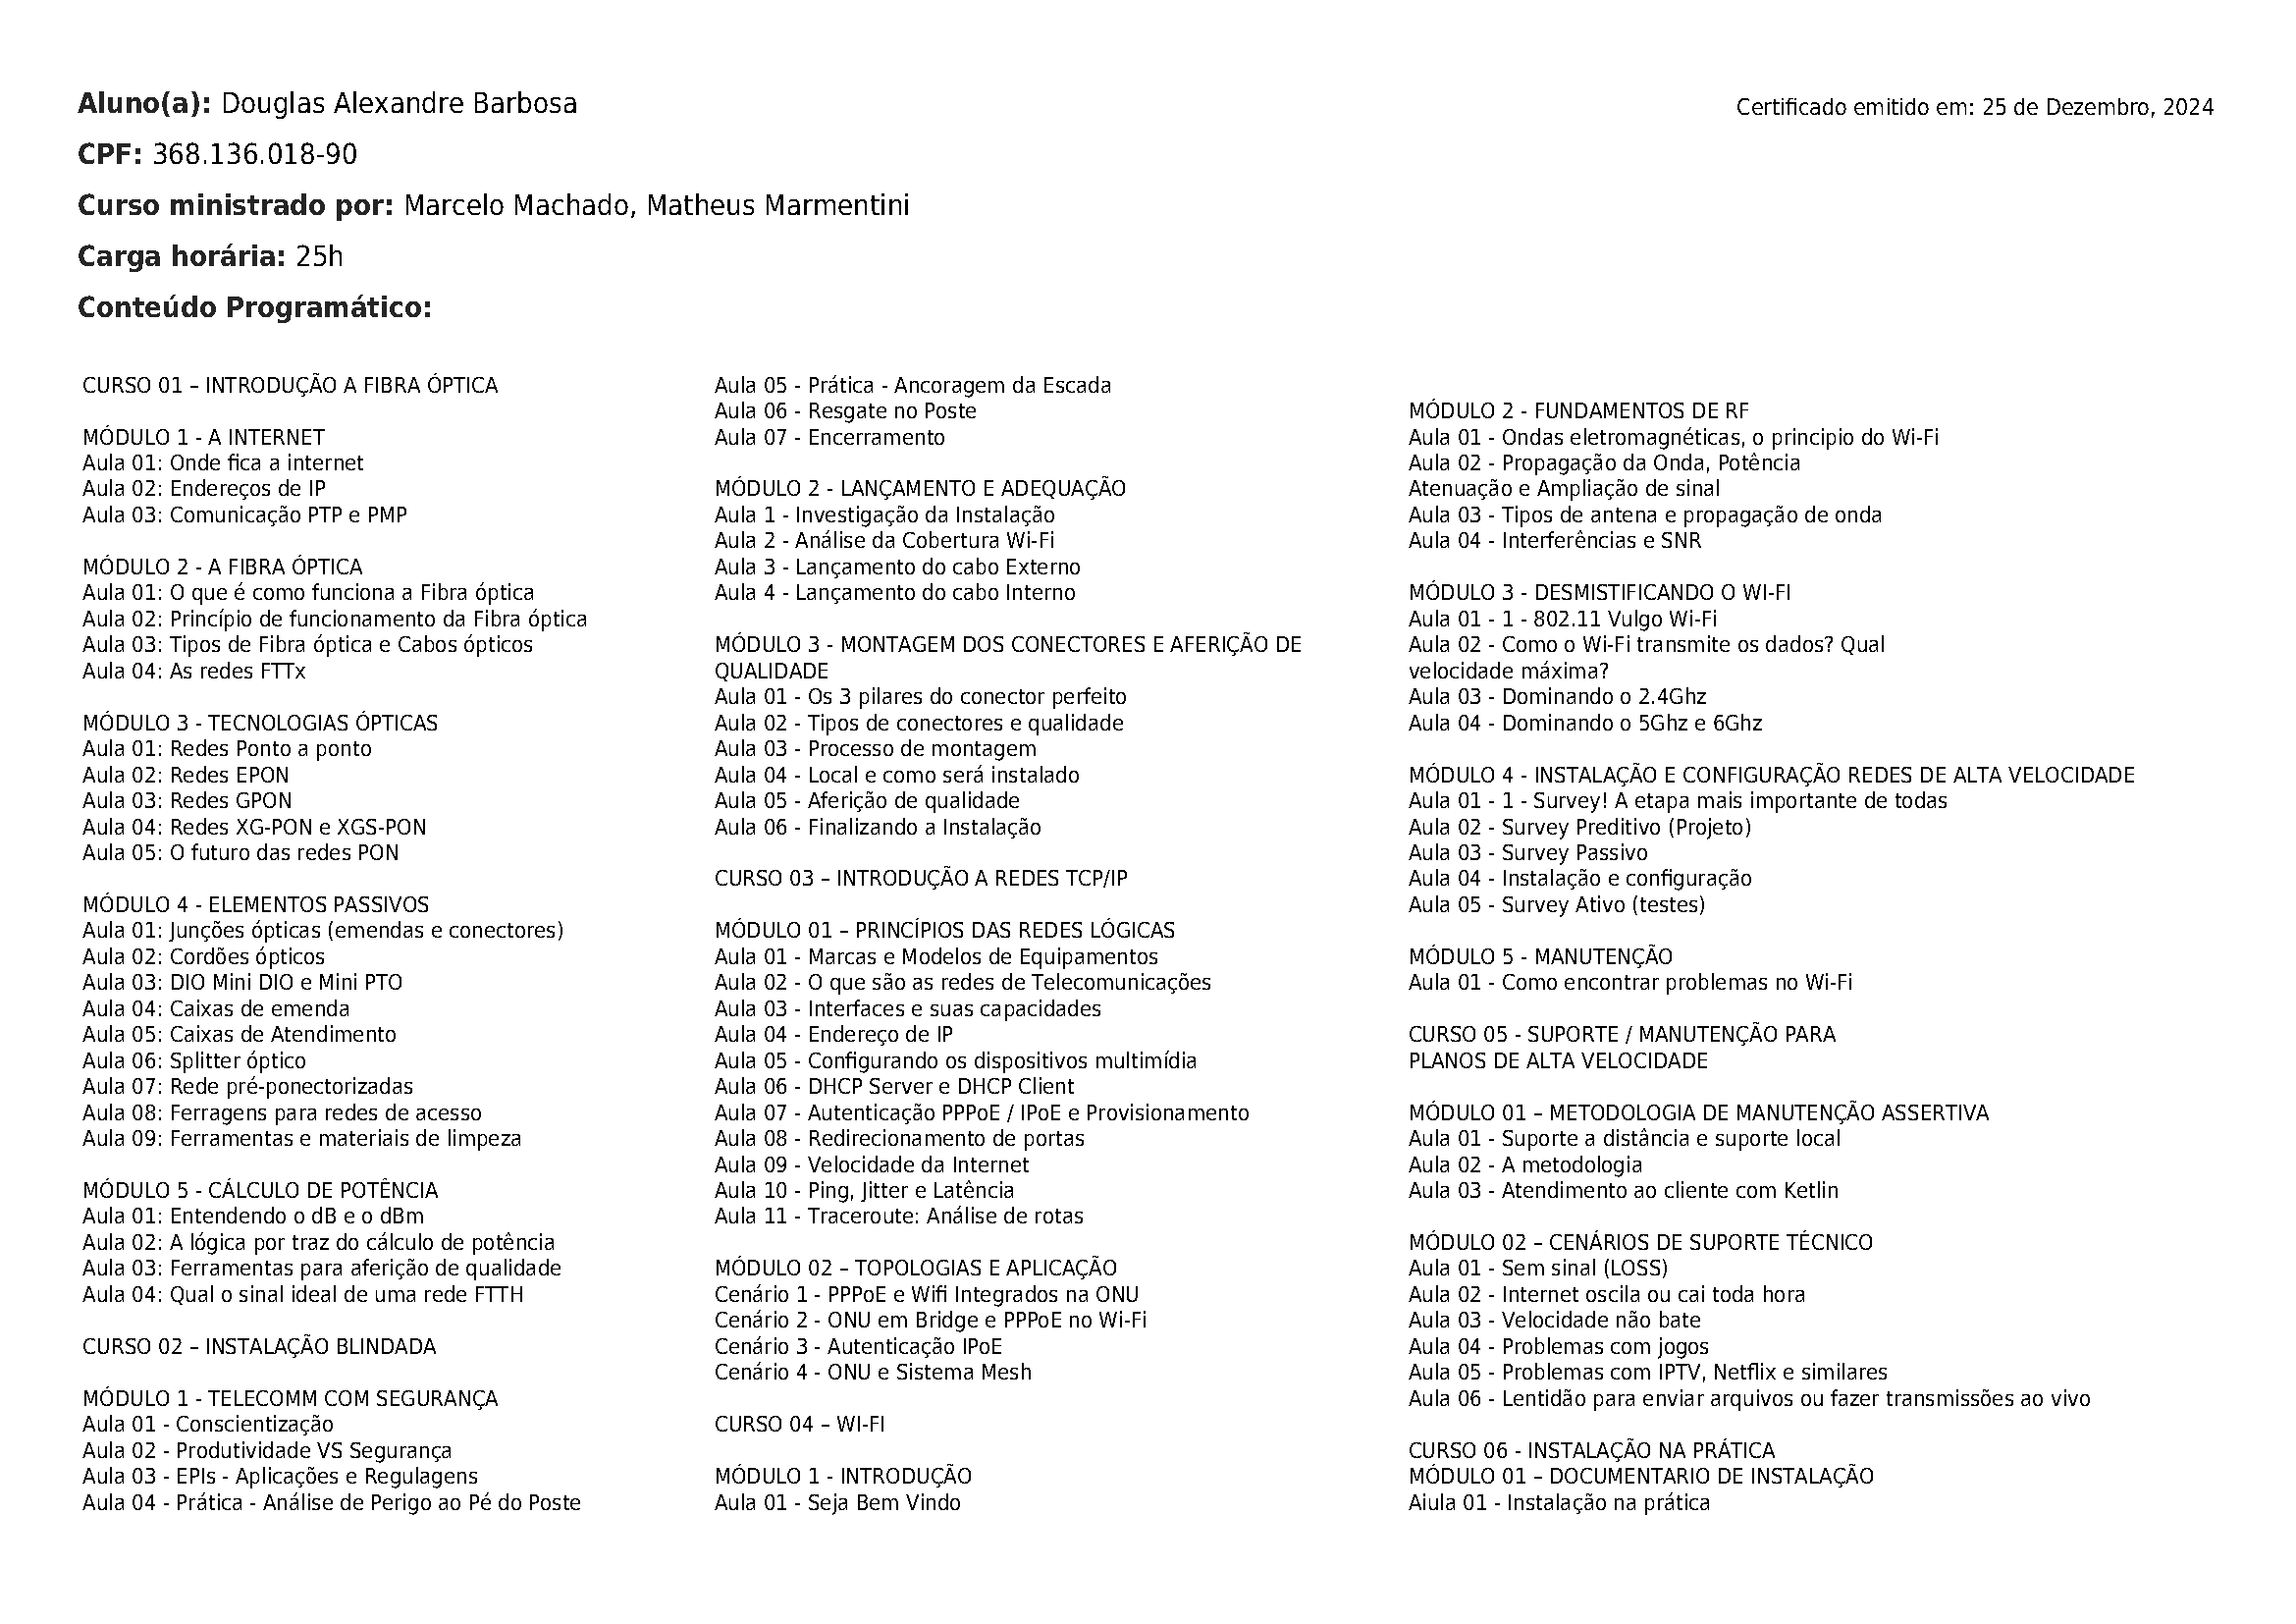 Aluno(a): Douglas Alexandre Barbosa
Certificado emitido em: 25 de Dezembro, 2024
CPF: 368.136.018-90
Curso ministrado por: Marcelo Machado, Matheus Marmentini
Carga horária: 25h
Conteúdo Programático:
CURSO 01 – INTRODUÇÃO A FIBRA ÓPTICA
MÓDULO 1 - A INTERNET
Aula 01: Onde fica a internet
Aula 02: Endereços de IP
Aula 03: Comunicação PTP e PMP
MÓDULO 2 - A FIBRA ÓPTICA
Aula 01: O que é como funciona a Fibra óptica
Aula 02: Princípio de funcionamento da Fibra óptica
Aula 03: Tipos de Fibra óptica e Cabos ópticos
Aula 04: As redes FTTx
MÓDULO 3 - TECNOLOGIAS ÓPTICAS
Aula 01: Redes Ponto a ponto
Aula 02: Redes EPON
Aula 03: Redes GPON
Aula 04: Redes XG-PON e XGS-PON
Aula 05: O futuro das redes PON
MÓDULO 4 - ELEMENTOS PASSIVOS
Aula 01: Junções ópticas (emendas e conectores)
Aula 02: Cordões ópticos
Aula 03: DIO Mini DIO e Mini PTO
Aula 04: Caixas de emenda
Aula 05: Caixas de Atendimento
Aula 06: Splitter óptico
Aula 07: Rede pré-ponectorizadas
Aula 08: Ferragens para redes de acesso
Aula 09: Ferramentas e materiais de limpeza
MÓDULO 5 - CÁLCULO DE POTÊNCIA
Aula 01: Entendendo o dB e o dBm
Aula 02: A lógica por traz do cálculo de potência
Aula 03: Ferramentas para aferição de qualidade
Aula 04: Qual o sinal ideal de uma rede FTTH
CURSO 02 – INSTALAÇÃO BLINDADA
MÓDULO 1 - TELECOMM COM SEGURANÇA
Aula 01 - Conscientização
Aula 02 - Produtividade VS Segurança
Aula 03 - EPIs - Aplicações e Regulagens
Aula 04 - Prática - Análise de Perigo ao Pé do Poste
Aula 05 - Prática - Ancoragem da Escada
Aula 06 - Resgate no Poste
Aula 07 - Encerramento
MÓDULO 2 - LANÇAMENTO E ADEQUAÇÃO
Aula 1 - Investigação da Instalação
Aula 2 - Análise da Cobertura Wi-Fi
Aula 3 - Lançamento do cabo Externo
Aula 4 - Lançamento do cabo Interno
MÓDULO 3 - MONTAGEM DOS CONECTORES E AFERIÇÃO DE
QUALIDADE
Aula 01 - Os 3 pilares do conector perfeito
Aula 02 - Tipos de conectores e qualidade
Aula 03 - Processo de montagem
Aula 04 - Local e como será instalado
Aula 05 - Aferição de qualidade
Aula 06 - Finalizando a Instalação
CURSO 03 – INTRODUÇÃO A REDES TCP/IP
MÓDULO 01 – PRINCÍPIOS DAS REDES LÓGICAS
Aula 01 - Marcas e Modelos de Equipamentos
Aula 02 - O que são as redes de Telecomunicações
Aula 03 - Interfaces e suas capacidades
Aula 04 - Endereço de IP
Aula 05 - Configurando os dispositivos multimídia
Aula 06 - DHCP Server e DHCP Client
Aula 07 - Autenticação PPPoE / IPoE e Provisionamento
Aula 08 - Redirecionamento de portas
Aula 09 - Velocidade da Internet
Aula 10 - Ping, Jitter e Latência
Aula 11 - Traceroute: Análise de rotas
MÓDULO 02 – TOPOLOGIAS E APLICAÇÃO
Cenário 1 - PPPoE e Wifi Integrados na ONU
Cenário 2 - ONU em Bridge e PPPoE no Wi-Fi
Cenário 3 - Autenticação IPoE
Cenário 4 - ONU e Sistema Mesh
CURSO 04 – WI-FI
MÓDULO 1 - INTRODUÇÃO
Aula 01 - Seja Bem Vindo
MÓDULO 2 - FUNDAMENTOS DE RF
Aula 01 - Ondas eletromagnéticas, o principio do Wi-Fi
Aula 02 - Propagação da Onda, Potência
Atenuação e Ampliação de sinal
Aula 03 - Tipos de antena e propagação de onda
Aula 04 - Interferências e SNR
MÓDULO 3 - DESMISTIFICANDO O WI-FI
Aula 01 - 1 - 802.11 Vulgo Wi-Fi
Aula 02 - Como o Wi-Fi transmite os dados? Qual
velocidade máxima?
Aula 03 - Dominando o 2.4Ghz
Aula 04 - Dominando o 5Ghz e 6Ghz
MÓDULO 4 - INSTALAÇÃO E CONFIGURAÇÃO REDES DE ALTA VELOCIDADE
Aula 01 - 1 - Survey! A etapa mais importante de todas
Aula 02 - Survey Preditivo (Projeto)
Aula 03 - Survey Passivo
Aula 04 - Instalação e configuração
Aula 05 - Survey Ativo (testes)
MÓDULO 5 - MANUTENÇÃO
Aula 01 - Como encontrar problemas no Wi-Fi
CURSO 05 - SUPORTE / MANUTENÇÃO PARA
PLANOS DE ALTA VELOCIDADE
MÓDULO 01 – METODOLOGIA DE MANUTENÇÃO ASSERTIVA
Aula 01 - Suporte a distância e suporte local
Aula 02 - A metodologia
Aula 03 - Atendimento ao cliente com Ketlin
MÓDULO 02 – CENÁRIOS DE SUPORTE TÉCNICO
Aula 01 - Sem sinal (LOSS)
Aula 02 - Internet oscila ou cai toda hora
Aula 03 - Velocidade não bate
Aula 04 - Problemas com jogos
Aula 05 - Problemas com IPTV, Netflix e similares
Aula 06 - Lentidão para enviar arquivos ou fazer transmissões ao vivo
CURSO 06 - INSTALAÇÃO NA PRÁTICA
MÓDULO 01 – DOCUMENTARIO DE INSTALAÇÃO
Aiula 01 - Instalação na prática